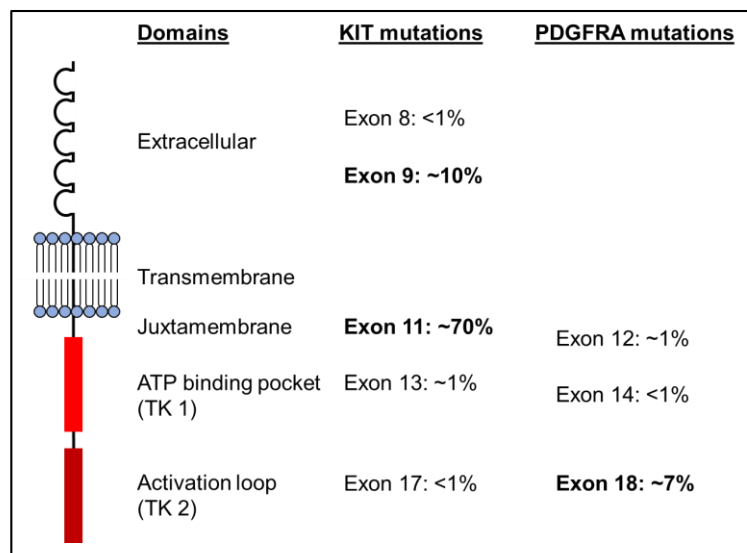 Domains KIT mutations PDGFRA mutations
Exon 8: <1%
Extracellular
Exon 9: ~10%
Transmembrane
Juxtamembrane Exon 11: ~70%
Exon 12: ~1%
ATP binding pocket Exon 13: ~1% Exon 14: <1%
(TK 1)
Activation loop Exon 17: <1% Exon 18: ~7%
(TK 2)